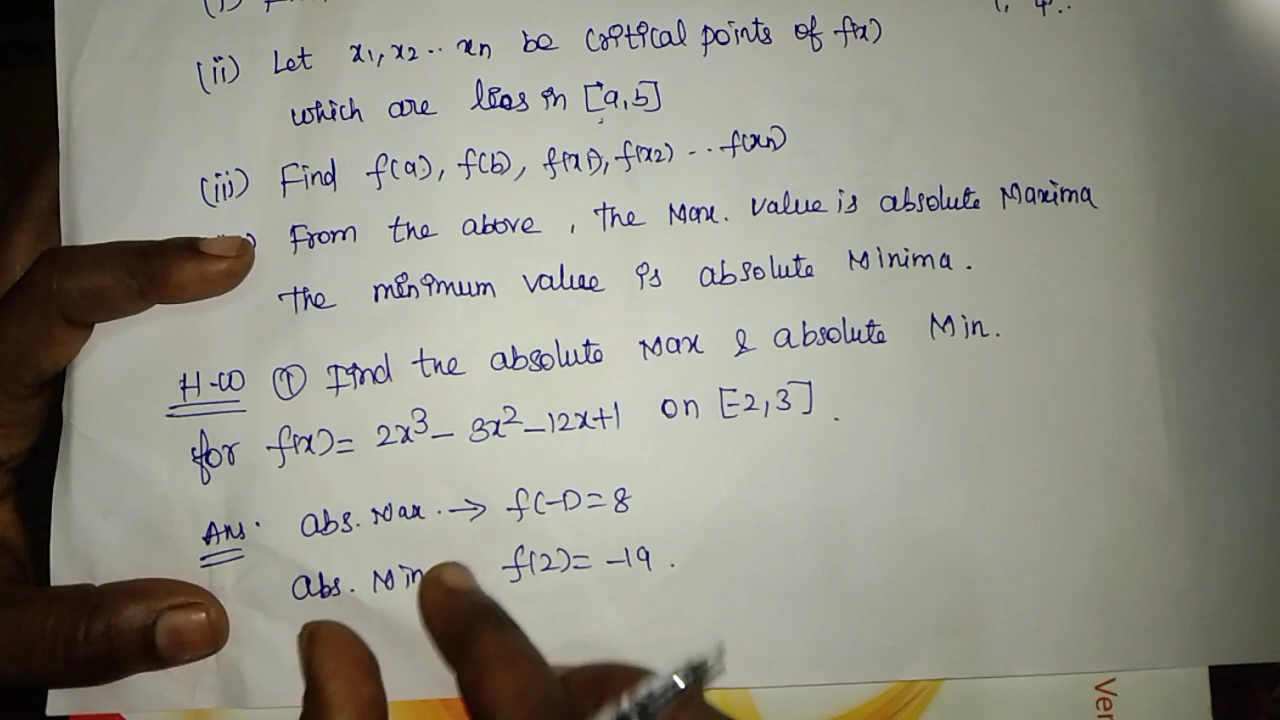 (ii) Let x1, x2 .. xn be critical points of f(x)
which are lies in [a,b]
(iii) Find f(a), f(b), f(x1), f(x2) -.. f(xn)
From the above, the Max. value is absolute Maxima
The minimum value is absolute Minima.
H.W ① Find the absolute Max & absolute Min.
for f(x) = 2x³ - 3x² - 12x+1 on [-2,3].
Ans. Abs. Max. → f(-1) = 8
Abs. Min f(2) = -19.
Ver